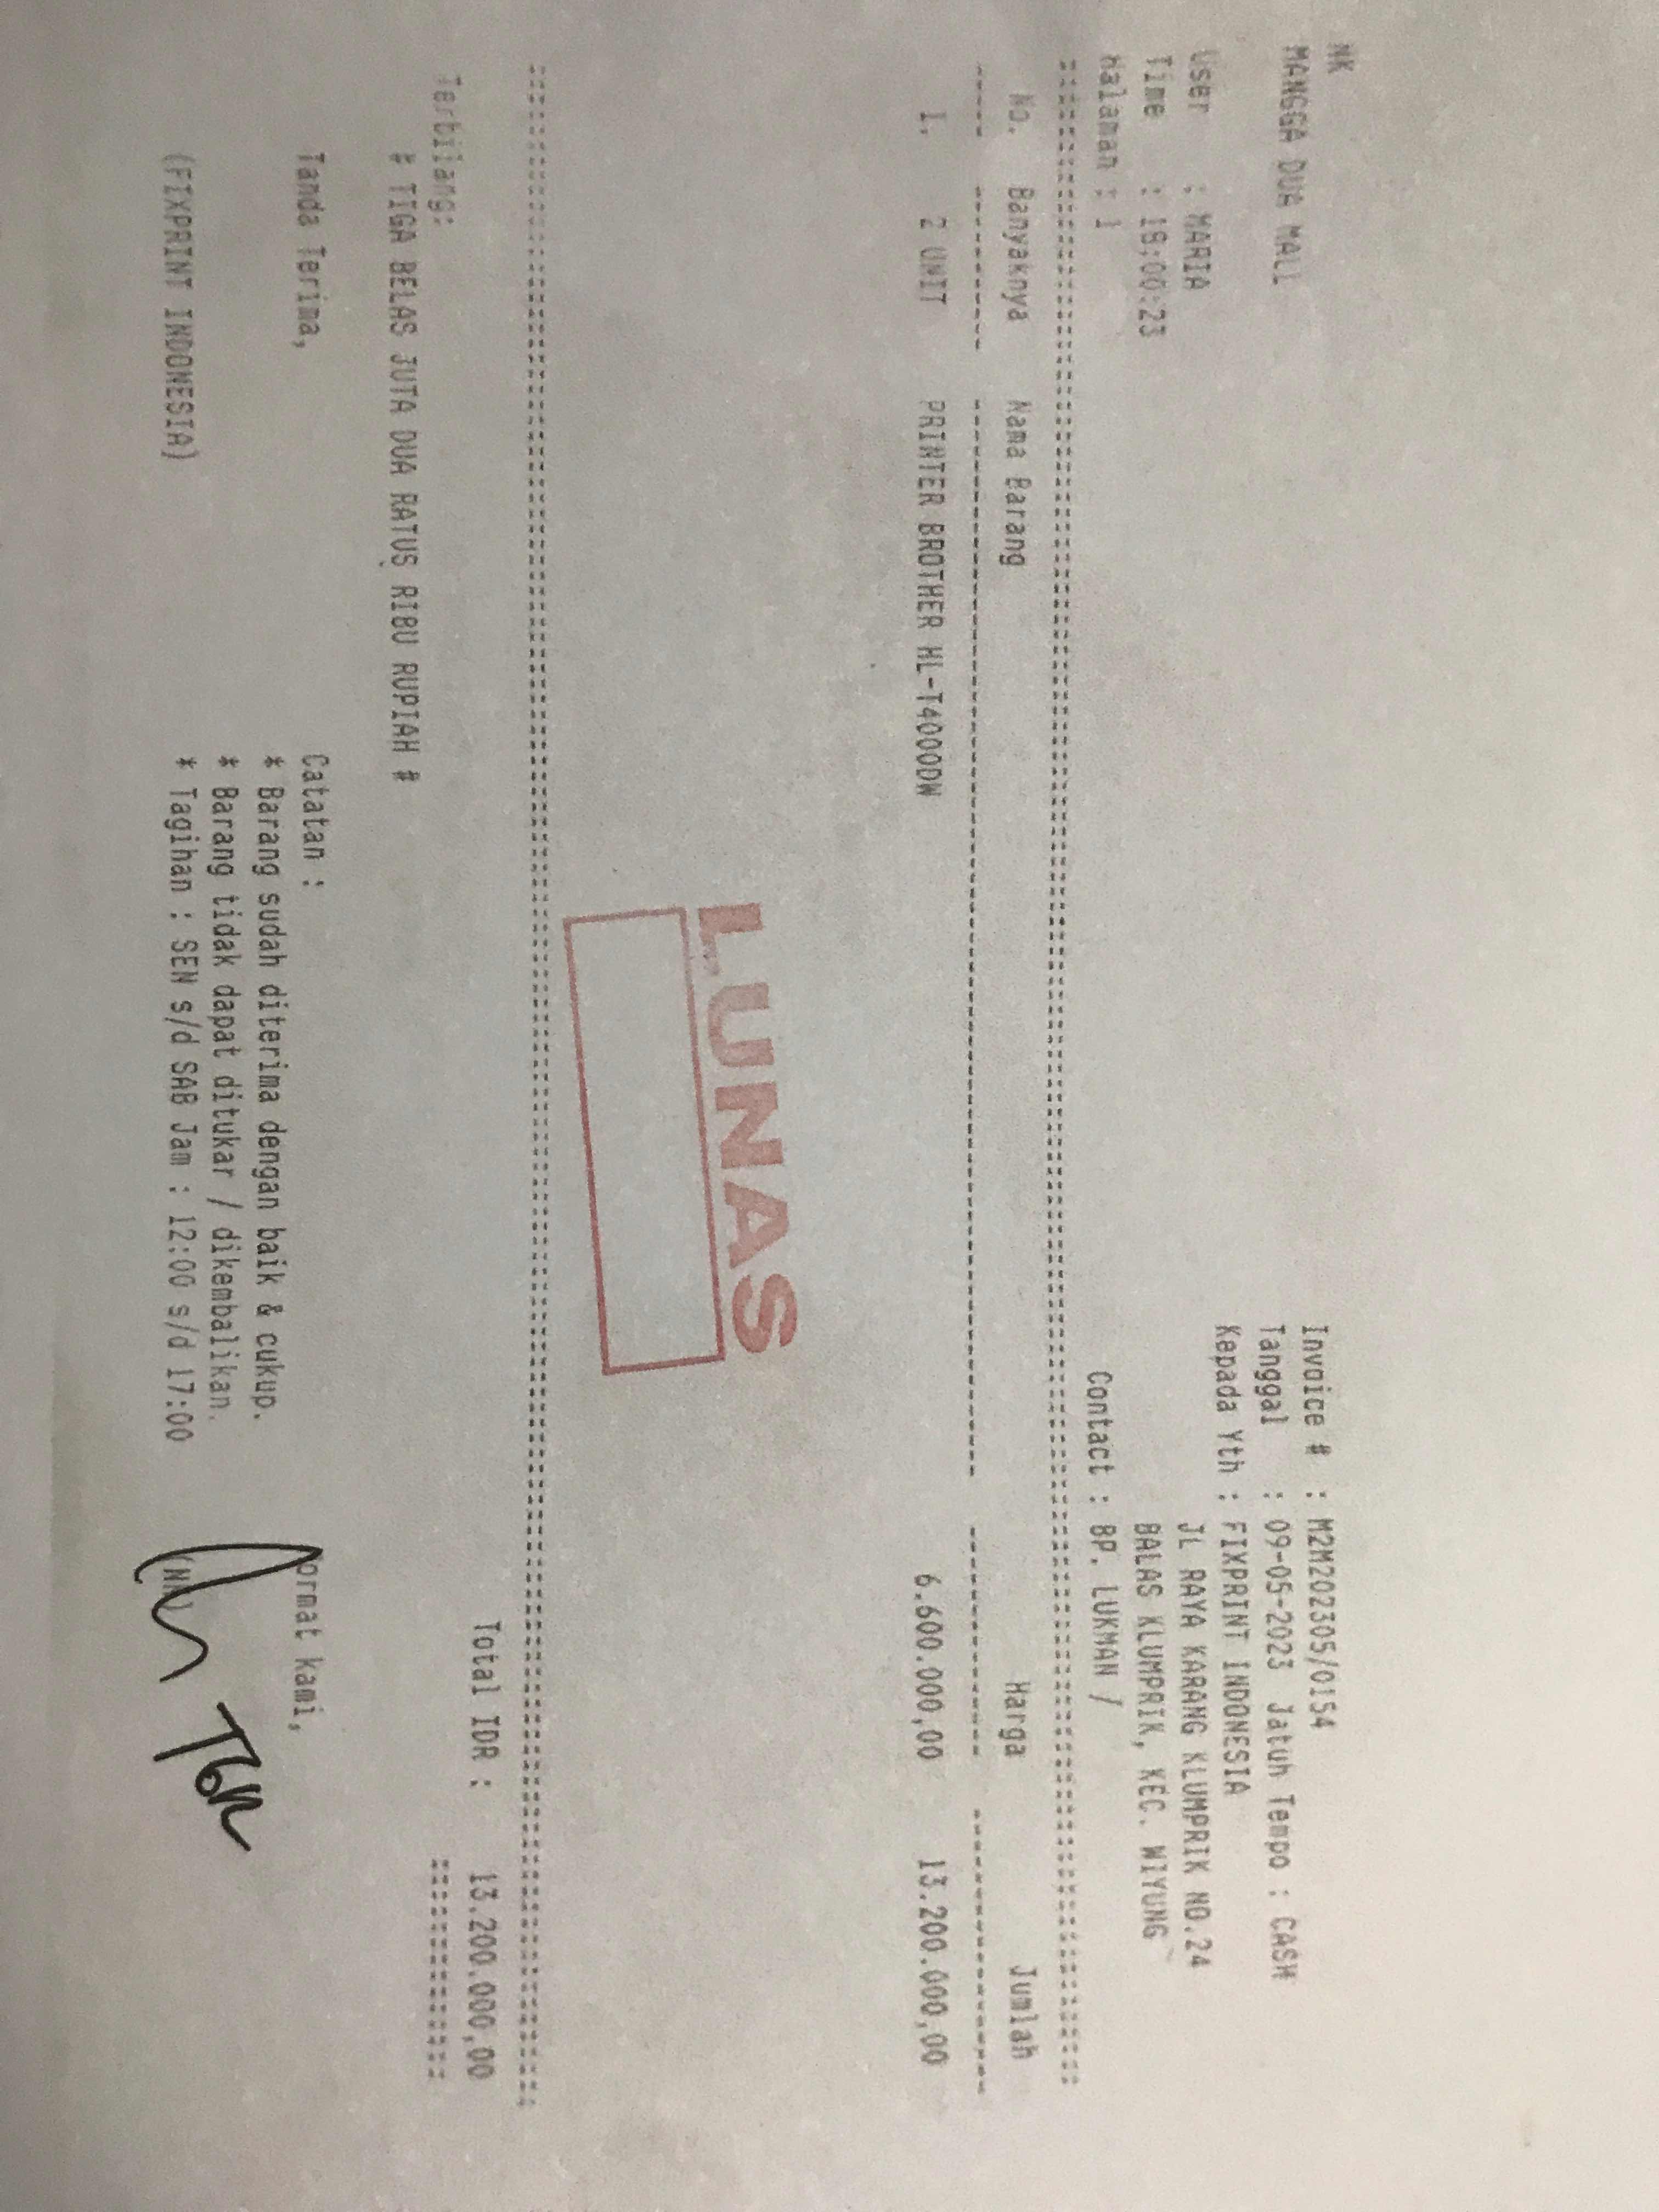 NK
MANGGA DUA MALL
Invoice # : M2M202305/0154
Tanggal : 09-05-2023 Jatuh Tempo : CASH
User : MARIA
Kepada Yth : FIXPRINT INDONESIA
Time : 18:00:23
JL RAYA KARANG KLUMPRIK NO.24
Halaman : 1
BALAS KLUMPRIK, KEC. WIYUNG
Contact : BP. LUKMAN /
No. Banyaknya Nama Barang Harga Jumlah
1. 2 UNIT PRINTER BROTHER HL-T4000DW 6.600.000,00 13.200.000,00
LUNAS
Total IDR : 13.200.000,00
Terbilang:
# TIGA BELAS JUTA DUA RATUS RIBU RUPIAH #
Tanda Terima,
Catatan :
ormat kami,
* Barang sudah diterima dengan baik & cukup.
* Barang tidak dapat ditukar / dikembalikan.
* Tagihan : SEN s/d SAB Jam : 12:00 s/d 17:00
(FIXPRINT INDONESIA)
(NK)